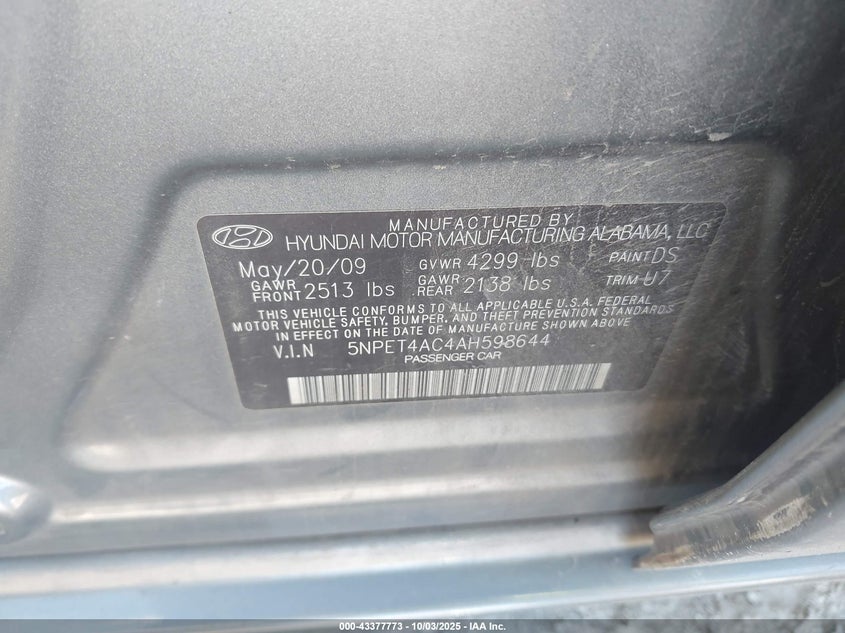 MANUFACTURED BY
HYUNDAI MOTOR MANUFACTURING ALABAMA, LLC
May/20/09 GVWR 4299 lbs PAINT DS
GAWR FRONT 2513 lbs GAWR REAR 2138 lbs TRIM U7
THIS VEHICLE CONFORMS TO ALL APPLICABLE U.S.A. FEDERAL
MOTOR VEHICLE SAFETY, BUMPER, AND THEFT PREVENTION STANDARDS
IN EFFECT ON THE DATE OF MANUFACTURE SHOWN ABOVE
V.I.N 5NPET4AC4AH598644
PASSENGER CAR
000-43377773 - 10/03/2025 - IAA Inc.